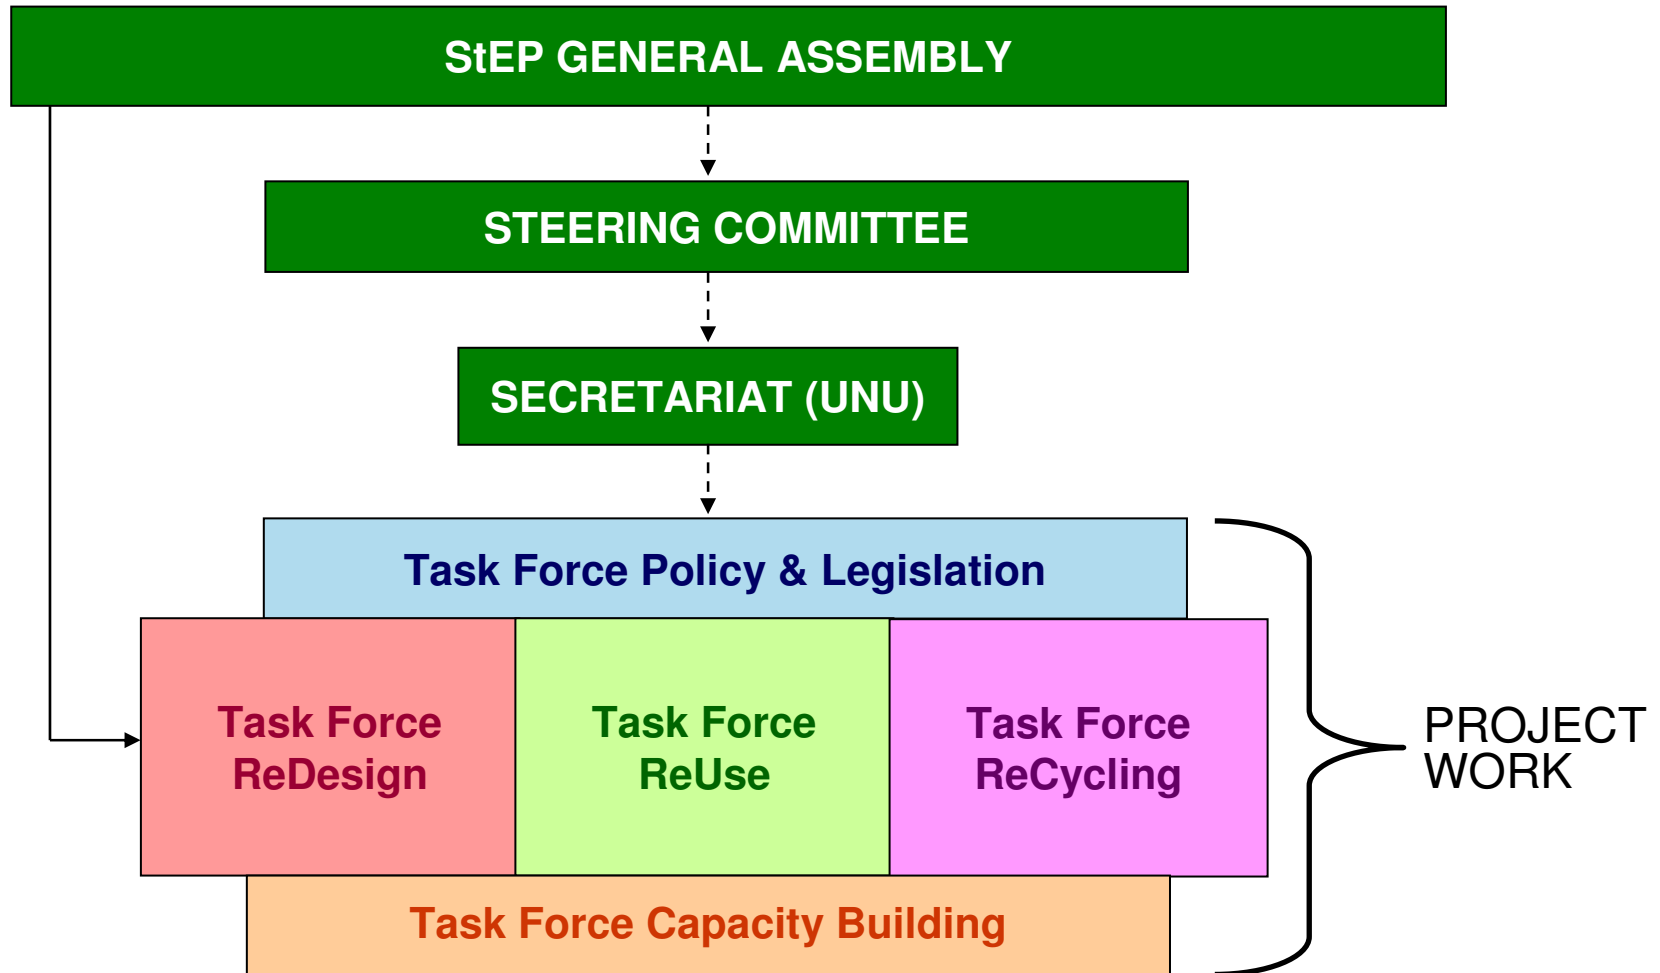 StEP GENERAL ASSEMBLY
STEERING COMMITTEE
SECRETARIAT (UNU)
Task Force Policy & Legislation
Task Force
ReDesign
Task Force
ReUse
Task Force
ReCycling
PROJECT
WORK
Task Force Capacity Building